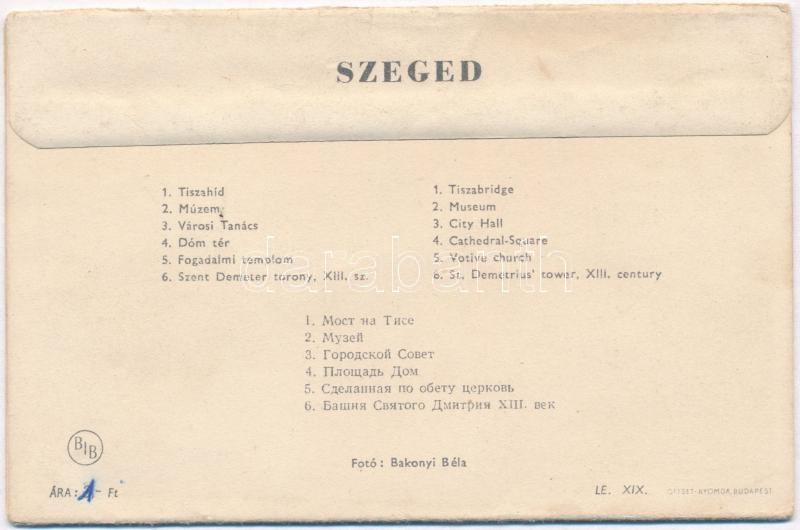 SZEGED
1. Tiszahíd
2. Múzem
3. Városi Tanács
4. Dóm tér
5. Fogadalmi templom
6. Szent Demeter torony, XIII. sz.
1. Tiszabridge
2. Museum
3. City Hall
4. Cathedral-Square
5. Votive church
6. St. Demetrius' tower, XIII. century
darabanth
1. Мост на Тисе
2. Музей
3. Городской Совет
4. Площадь Дом
5. Сделанная по обету церковь
6. Башня Святого Дмитрия XIII. век
BIB
Fotó: Bakonyi Béla
ÁRA: 1- Ft
LE. XIX. OFFSET-NYOMDA, BUDAPEST